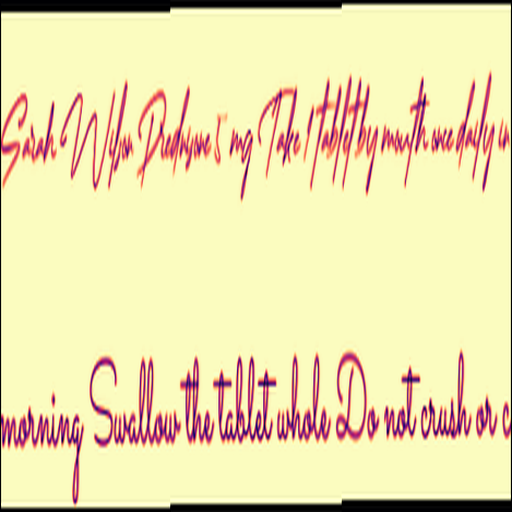 Sarah Wilson Prednisone 5 mg Take 1 tablet by mouth once daily in
morning Swallow the tablet whole Do not crush or c